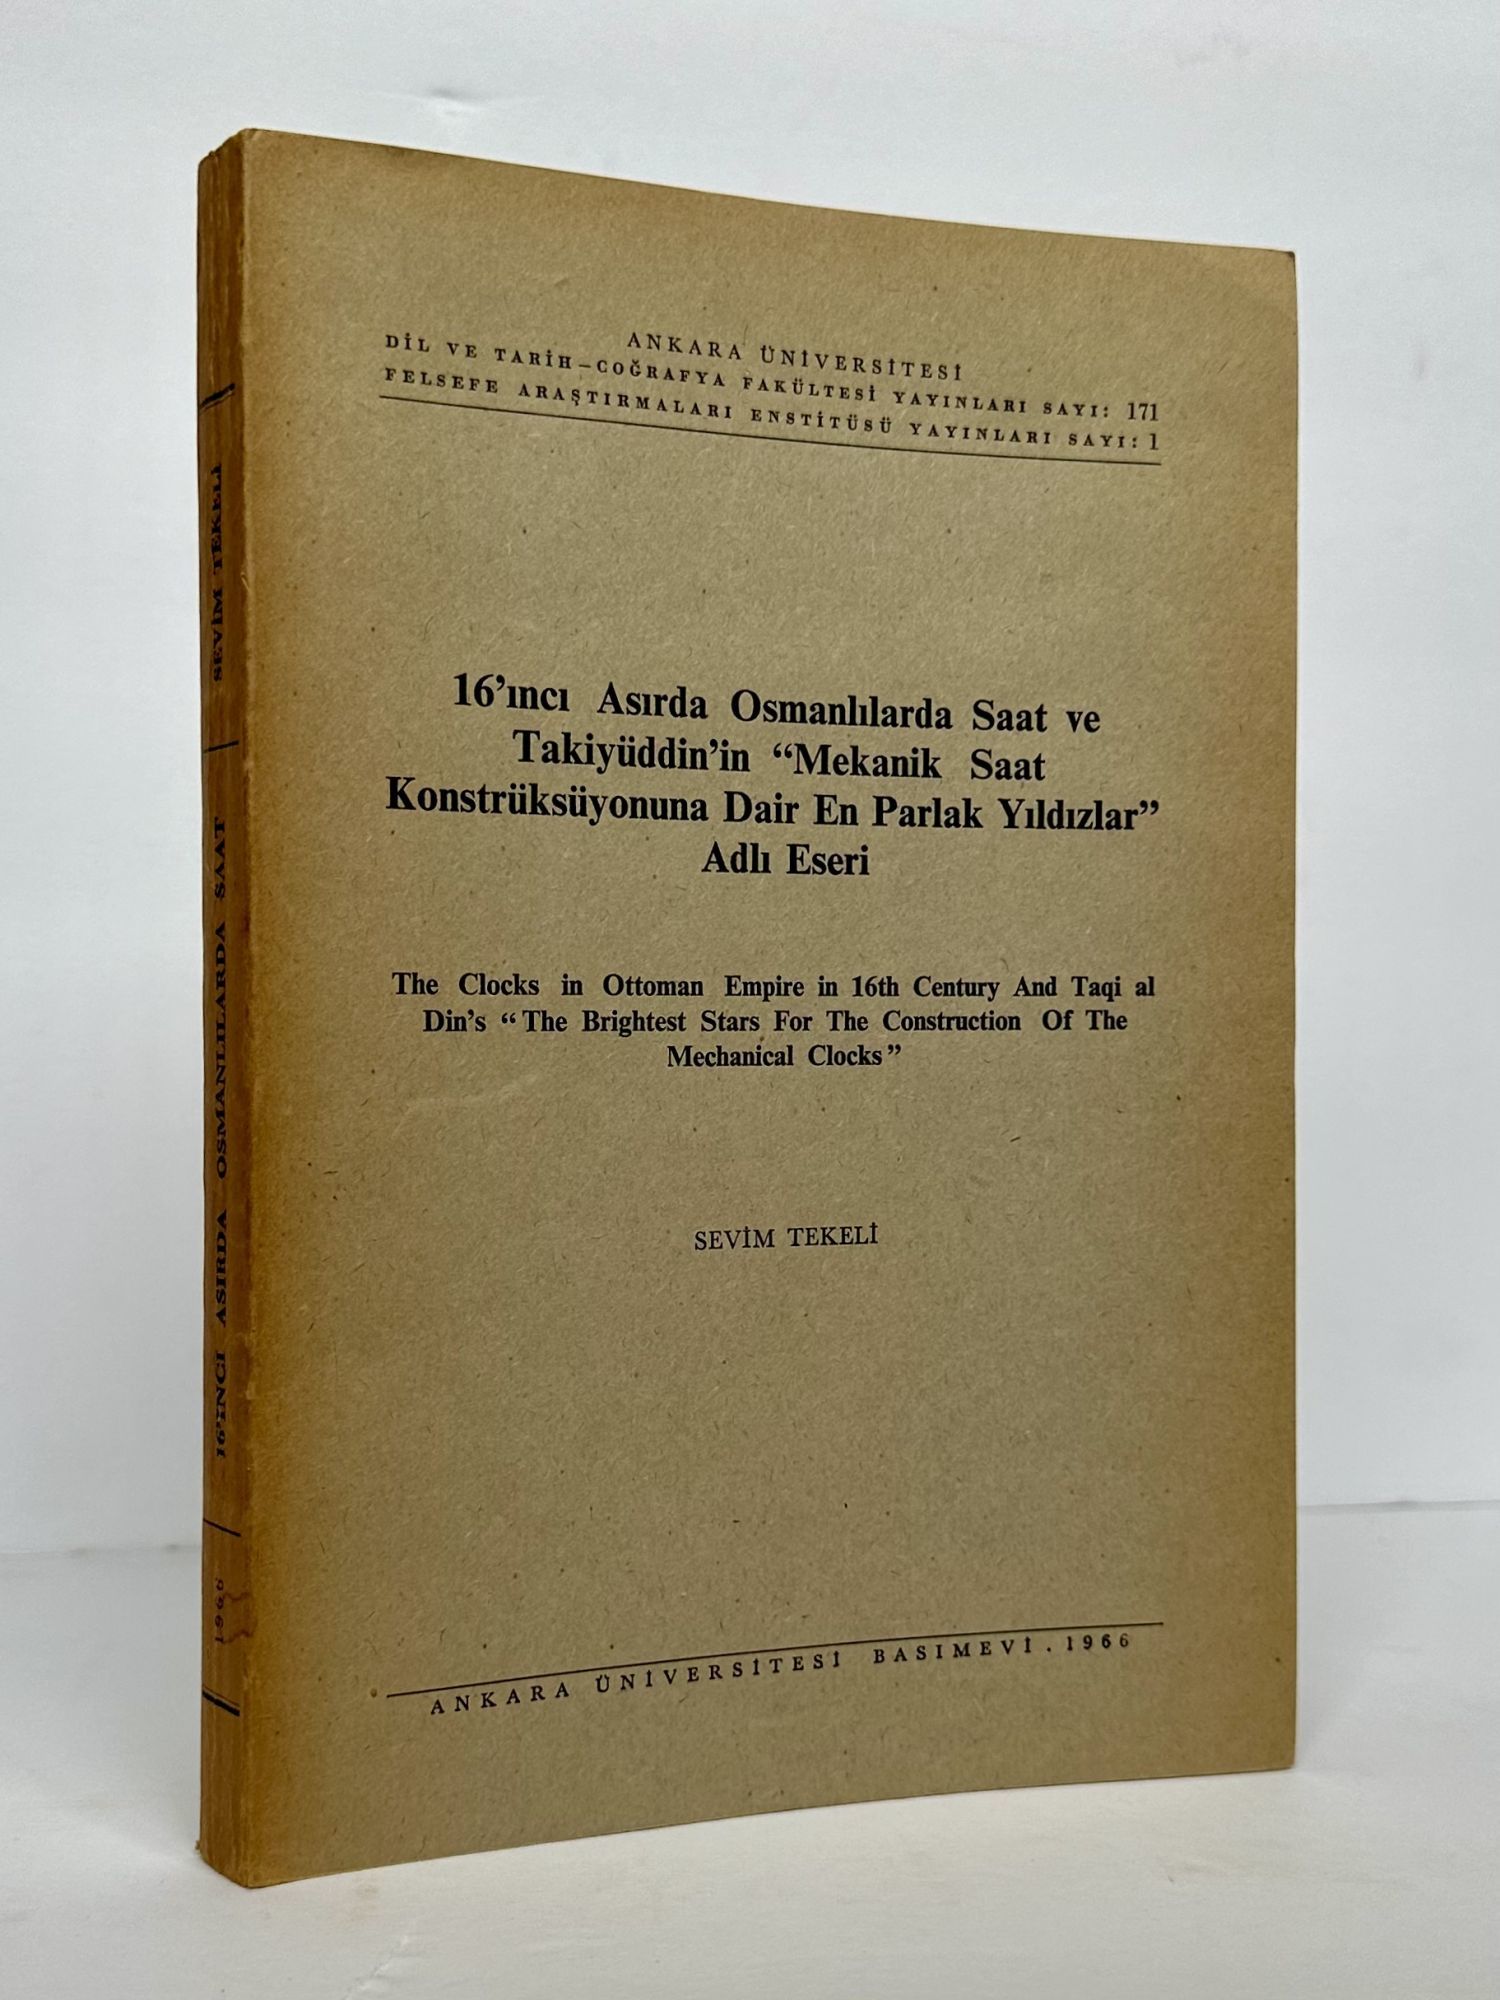 ANKARA ÜNİVERSİTESİ
DİL VE TARİH-COĞRAFYA FAKÜLTESİ YAYINLARI SAYI: 171
FELSEFE ARAŞTIRMALARI ENSTİTÜSÜ YAYINLARI SAYI: 1
16’ıncı Asırda Osmanlılarda Saat ve
Takiyüddin’in “Mekanik Saat
Konstrüksüyonuna Dair En Parlak Yıldızlar”
Adlı Eseri
The Clocks in Ottoman Empire in 16th Century And Taqi al
Din’s “The Brightest Stars For The Construction Of The
Mechanical Clocks”
SEVİM TEKELİ
ANKARA ÜNİVERSİTESİ BASIMEVİ . 1966
SEVİM TEKELİ
16’INCI ASIRDA OSMANLILARDA SAAT
1966